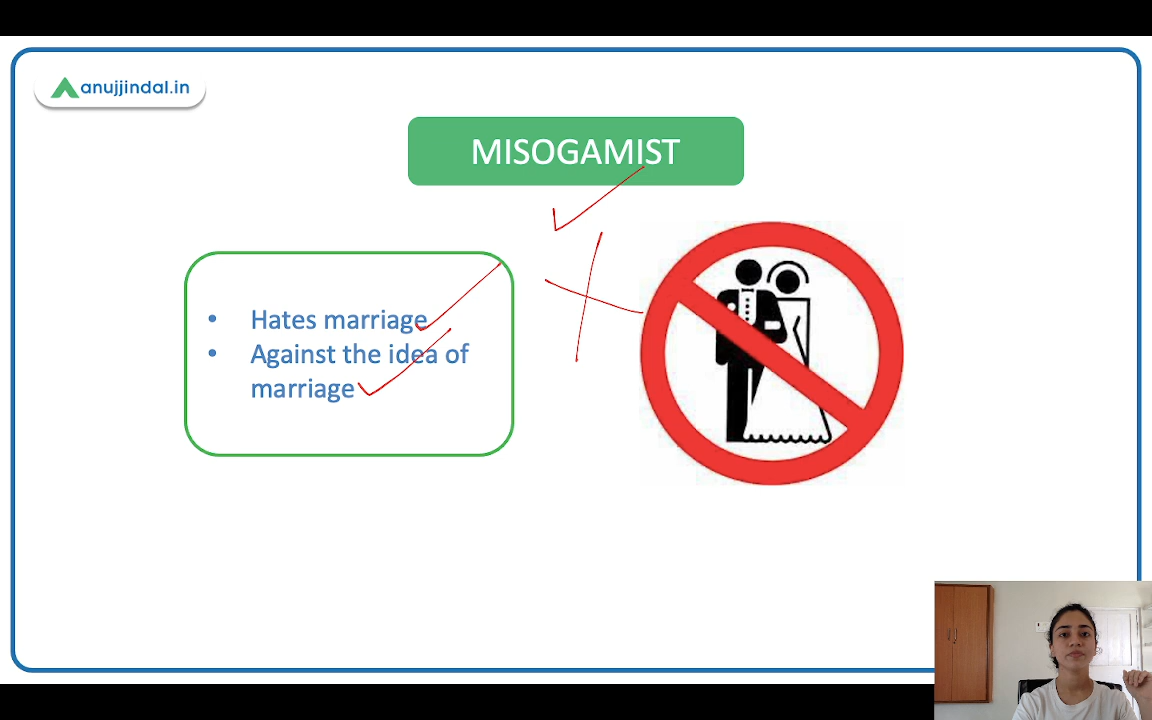 anujjindal.in
MISOGAMIST
• Hates marriage
• Against the idea of
marriage